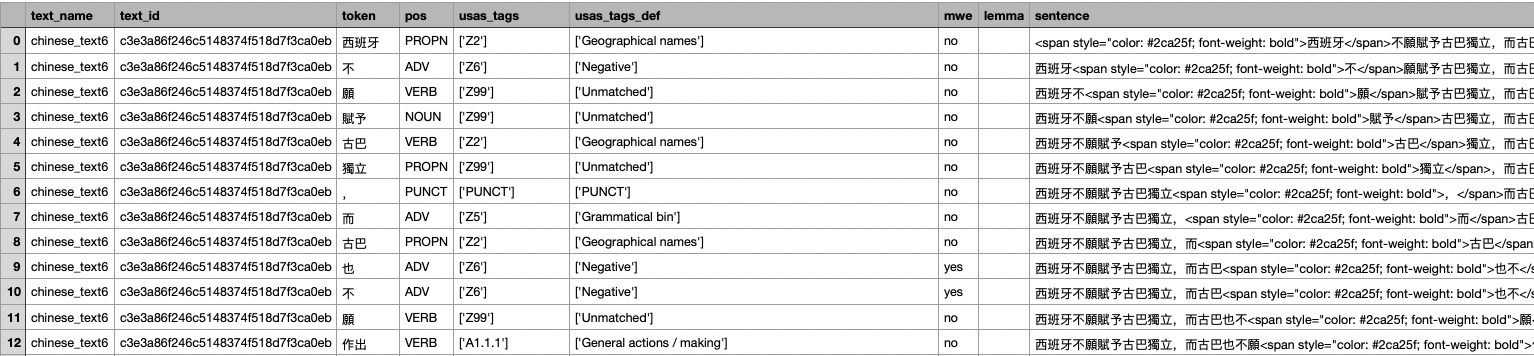 text_name text_id token pos usas_tags usas_tags_def mwe lemma sentence
0 chinese_text6 c3e3a86f246c5148374f518d7f3ca0eb 西班牙 PROPN ['Z2'] ['Geographical names'] no <span style="color: #2ca25f; font-weight: bold">西班牙</span>不願賦予古巴獨立，而古巴
1 chinese_text6 c3e3a86f246c5148374f518d7f3ca0eb 不 ADV ['Z6'] ['Negative'] no 西班牙<span style="color: #2ca25f; font-weight: bold">不</span>願賦予古巴獨立，而古巴
2 chinese_text6 c3e3a86f246c5148374f518d7f3ca0eb 願 VERB ['Z99'] ['Unmatched'] no 西班牙不<span style="color: #2ca25f; font-weight: bold">願</span>賦予古巴獨立，而古巴
3 chinese_text6 c3e3a86f246c5148374f518d7f3ca0eb 賦予 NOUN ['Z99'] ['Unmatched'] no 西班牙不願<span style="color: #2ca25f; font-weight: bold">賦予</span>古巴獨立，而古巴
4 chinese_text6 c3e3a86f246c5148374f518d7f3ca0eb 古巴 VERB ['Z2'] ['Geographical names'] no 西班牙不願賦予<span style="color: #2ca25f; font-weight: bold">古巴</span>獨立，而古巴
5 chinese_text6 c3e3a86f246c5148374f518d7f3ca0eb 獨立 PROPN ['Z99'] ['Unmatched'] no 西班牙不願賦予古巴<span style="color: #2ca25f; font-weight: bold">獨立</span>，而古巴
6 chinese_text6 c3e3a86f246c5148374f518d7f3ca0eb ， PUNCT ['PUNCT'] ['PUNCT'] no 西班牙不願賦予古巴獨立<span style="color: #2ca25f; font-weight: bold">，</span>而古巴
7 chinese_text6 c3e3a86f246c5148374f518d7f3ca0eb 而 ADV ['Z5'] ['Grammatical bin'] no 西班牙不願賦予古巴獨立，<span style="color: #2ca25f; font-weight: bold">而</span>古巴
8 chinese_text6 c3e3a86f246c5148374f518d7f3ca0eb 古巴 PROPN ['Z2'] ['Geographical names'] no 西班牙不願賦予古巴獨立，而<span style="color: #2ca25f; font-weight: bold">古巴</span
9 chinese_text6 c3e3a86f246c5148374f518d7f3ca0eb 也 ADV ['Z6'] ['Negative'] yes 西班牙不願賦予古巴獨立，而古巴<span style="color: #2ca25f; font-weight: bold">也不</s
10 chinese_text6 c3e3a86f246c5148374f518d7f3ca0eb 不 ADV ['Z6'] ['Negative'] yes 西班牙不願賦予古巴獨立，而古巴<span style="color: #2ca25f; font-weight: bold">也不</s
11 chinese_text6 c3e3a86f246c5148374f518d7f3ca0eb 願 VERB ['Z99'] ['Unmatched'] no 西班牙不願賦予古巴獨立，而古巴也不<span style="color: #2ca25f; font-weight: bold">願<
12 chinese_text6 c3e3a86f246c5148374f518d7f3ca0eb 作出 VERB ['A1.1.1'] ['General actions / making'] no 西班牙不願賦予古巴獨立，而古巴也不願<span style="color: #2ca25f; font-weight: bold">